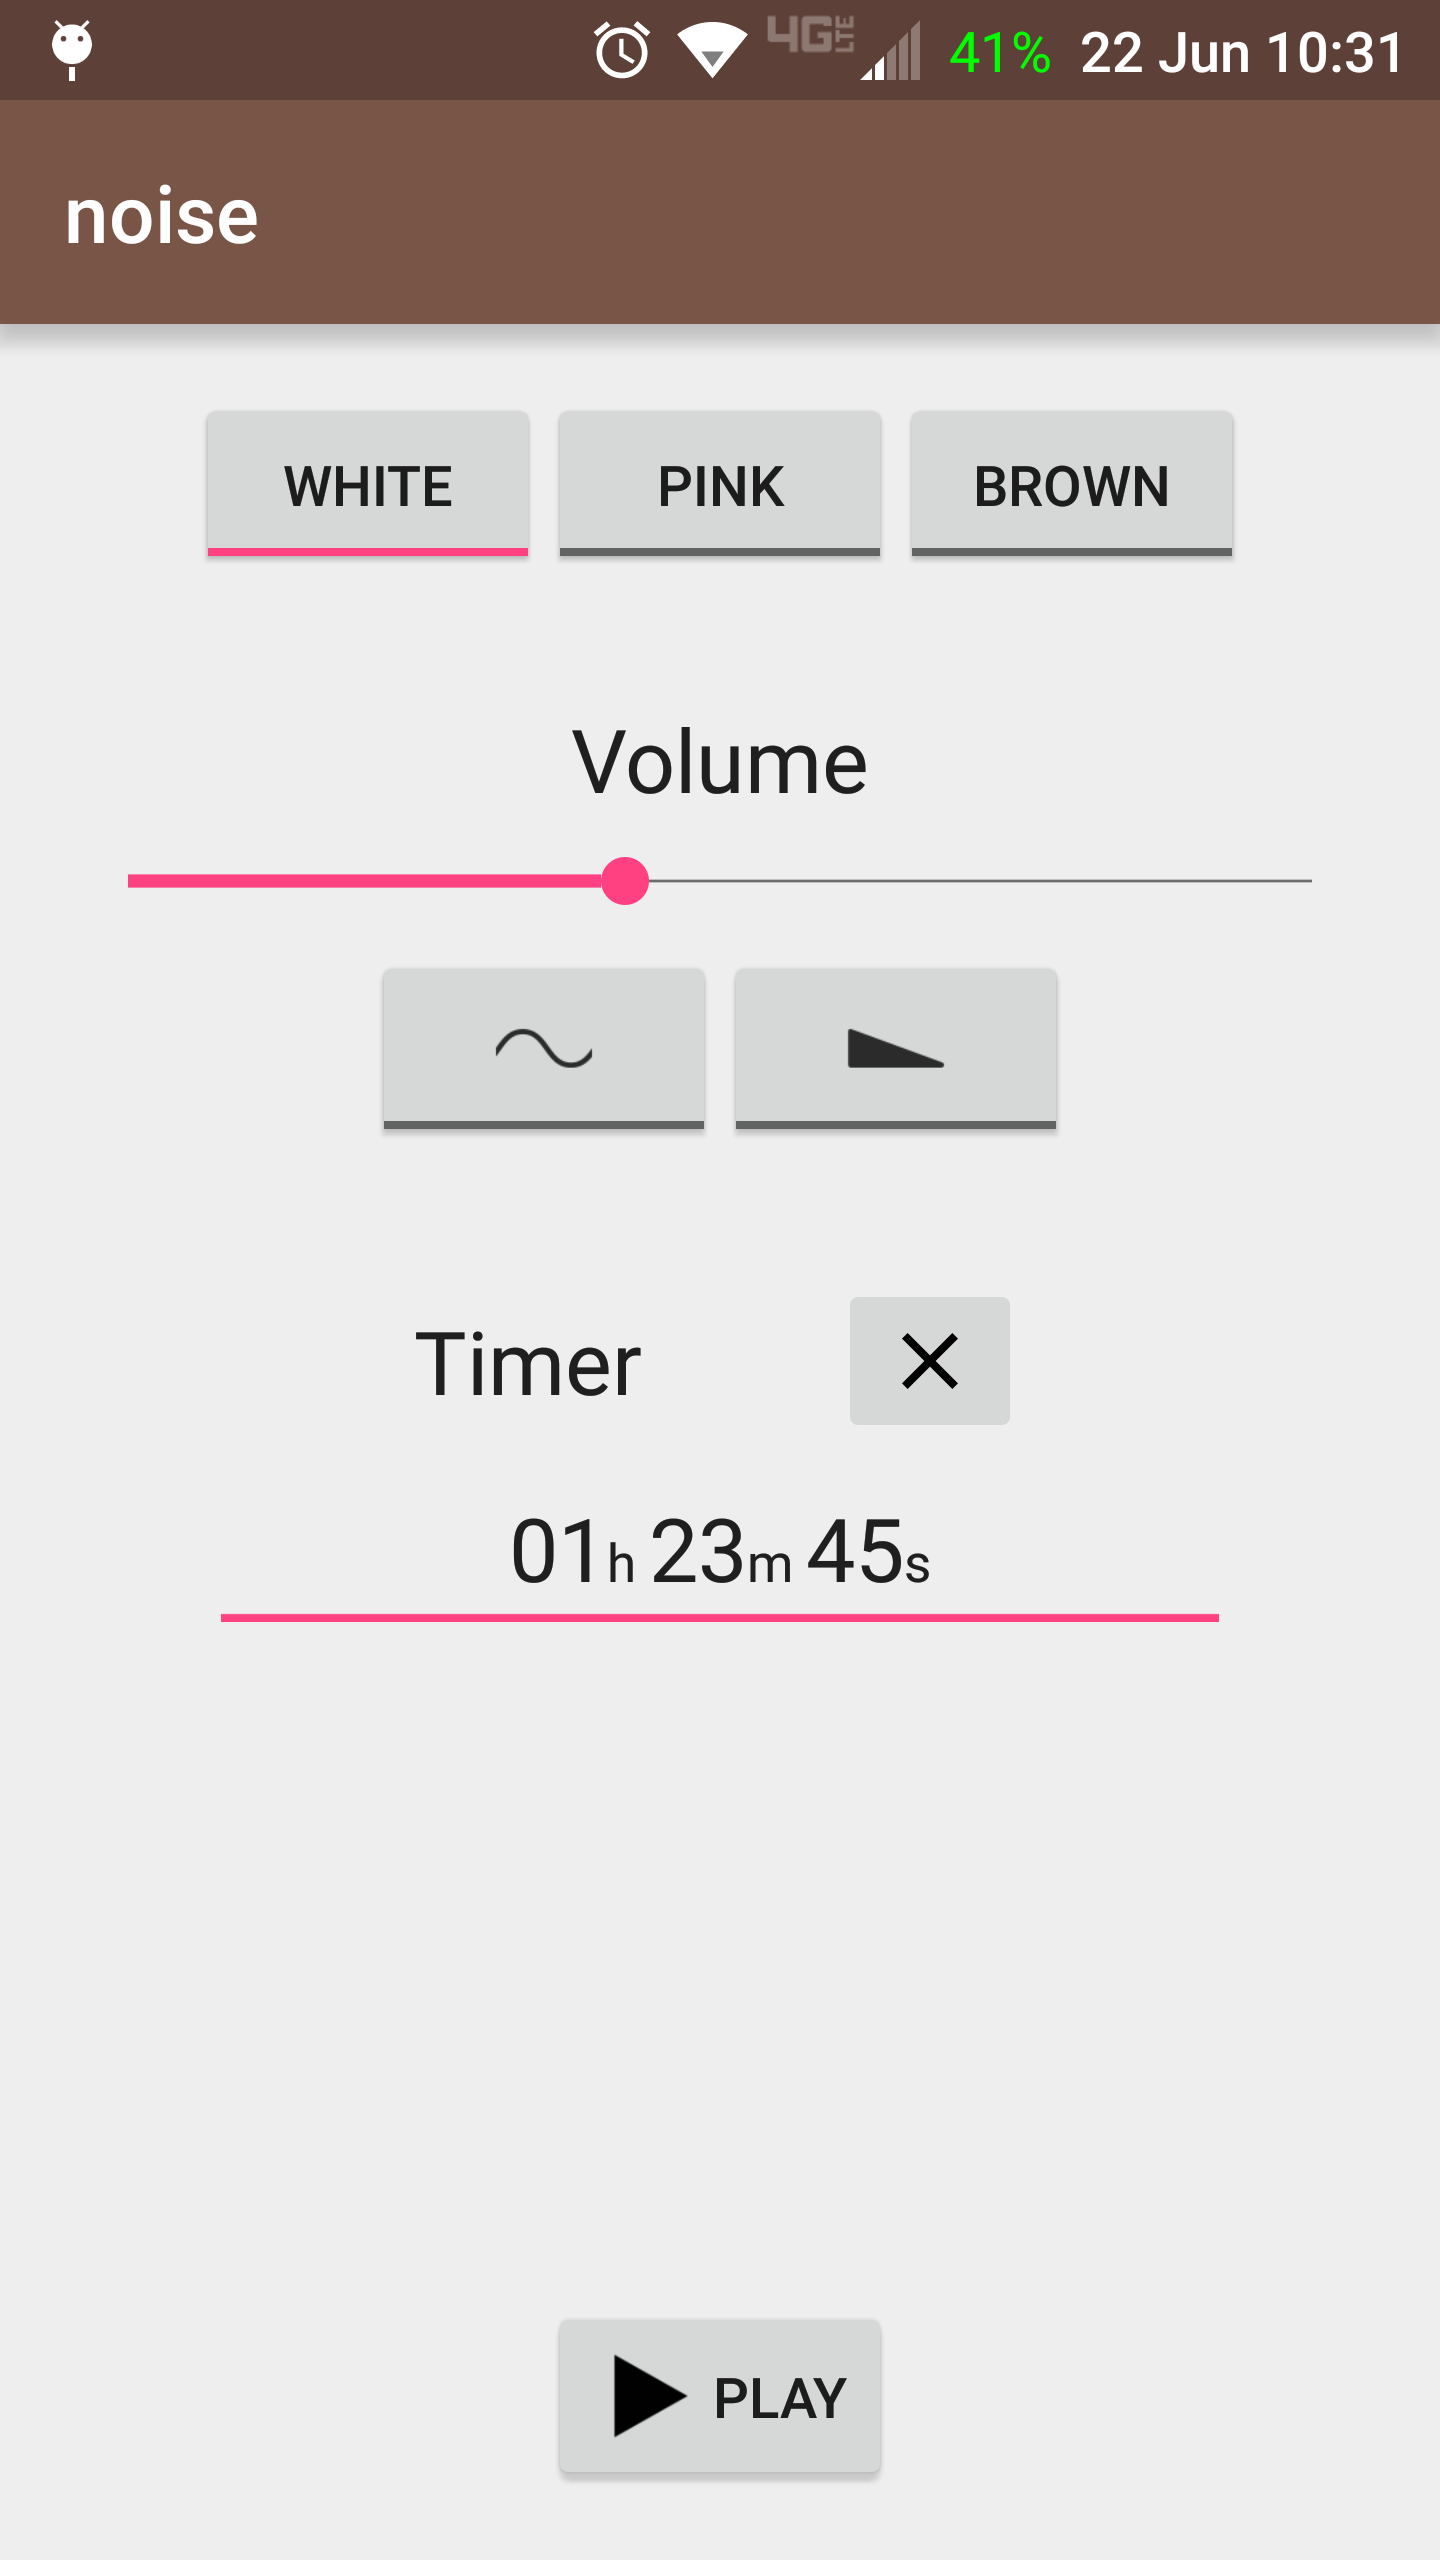 4G LTE 41% 22 Jun 10:31
noise
WHITE PINK BROWN
Volume
Timer
01h 23m 45s
PLAY